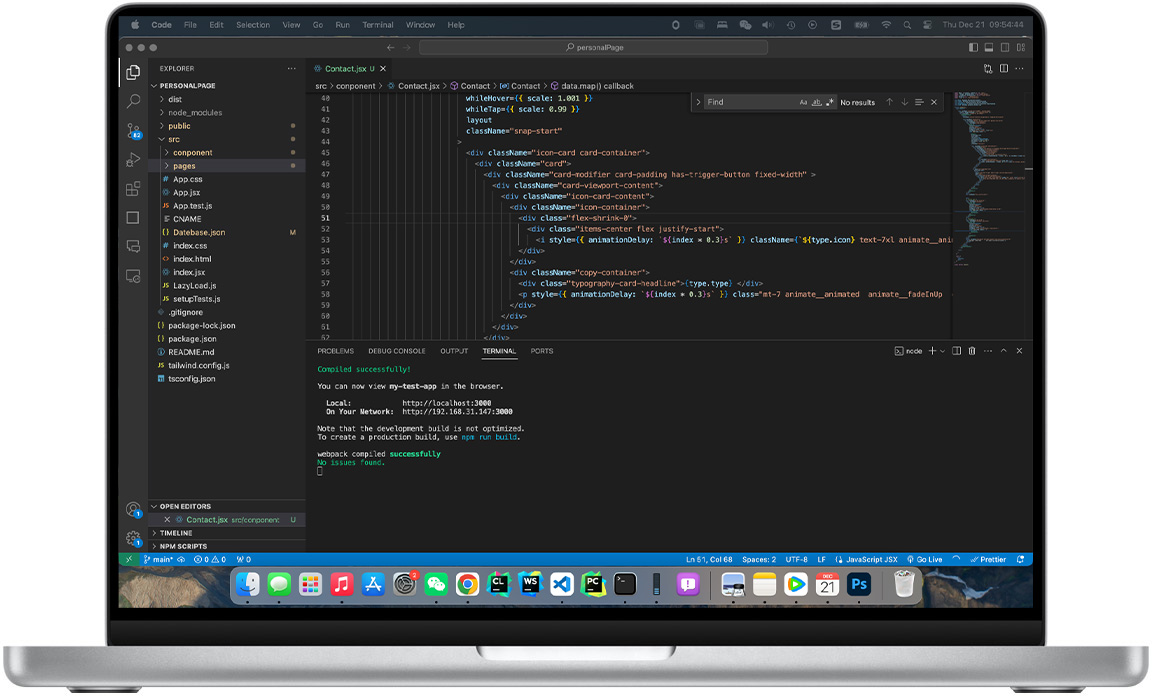 Code File Edit Selection View Go Run Terminal Window Help
Thu Dec 21 09:54:44
personalPage
EXPLORER
PERSONALPAGE
dist
node_modules
public
src
conponent
pages
# App.css
App.jsx
JS App.test.js
CNAME
{} Datebase.json M
# index.css
<> index.html
index.jsx
JS LazyLoad.js
JS setupTests.js
.gitignore
{} package-lock.json
{} package.json
README.md
JS tailwind.config.js
tsconfig.json
OPEN EDITORS
Contact.jsx src/conponent U
TIMELINE
NPM SCRIPTS
82
1
1
Contact.jsx U
src > conponent > Contact.jsx > Contact > Contact > data.map() callback
Find Aa ab No results
40 whileHover={{ scale: 1.001 }}
41 whileTap={{ scale: 0.99 }}
42 layout
43 className="snap-start"
44 >
45 <div className="icon-card card-container">
46 <div className="card">
47 <div className="card-modifier card-padding has-trigger-button fixed-width" >
48 <div className="card-viewport-content">
49 <div className="icon-card-content">
50 <div className="icon-container">
51 <div class="flex-shrink-0">
52 <div class="items-center flex justify-start">
53 <i style={{ animationDelay: `${index * 0.3}s` }} className={`${type.icon} text-7xl animate__ani
54 </div>
55 </div>
56 <div className="copy-container">
57 <div class="typography-card-headline">{type.type} </div>
58 <p style={{ animationDelay: `${index * 0.3}s` }} class="mt-7 animate__animated animate__fadeInUp
59 </div>
60 </div>
61 </div>
62 </div>
PROBLEMS DEBUG CONSOLE OUTPUT TERMINAL PORTS
node
Compiled successfully!
You can now view my-test-app in the browser.
Local: http://localhost:3000
On Your Network: http://192.168.31.147:3000
Note that the development build is not optimized.
To create a production build, use npm run build.
webpack compiled successfully
No issues found.
main* 0 0 0 Ln 51, Col 68 Spaces: 2 UTF-8 LF JavaScript JSX Go Live Prettier
2 CL WS PC DEC 21 Ps